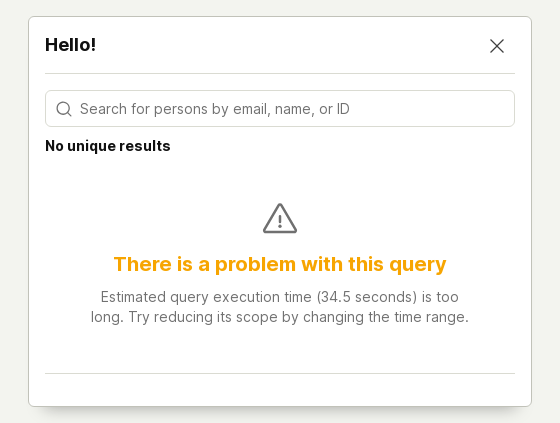 Hello!
Search for persons by email, name, or ID
No unique results
There is a problem with this query
Estimated query execution time (34.5 seconds) is too
long. Try reducing its scope by changing the time range.